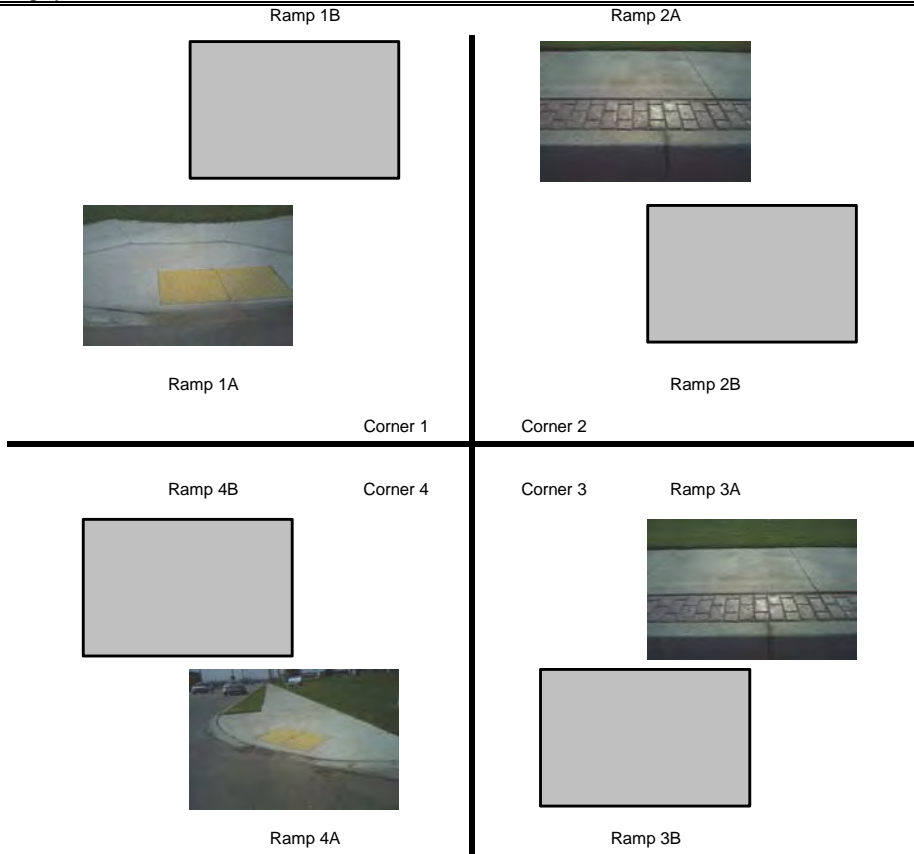 Ramp 1B Ramp 2A
Ramp 1A Ramp 2B
Corner 1 Corner 2
Ramp 4B Corner 4 Corner 3 Ramp 3A
Ramp 4A Ramp 3B